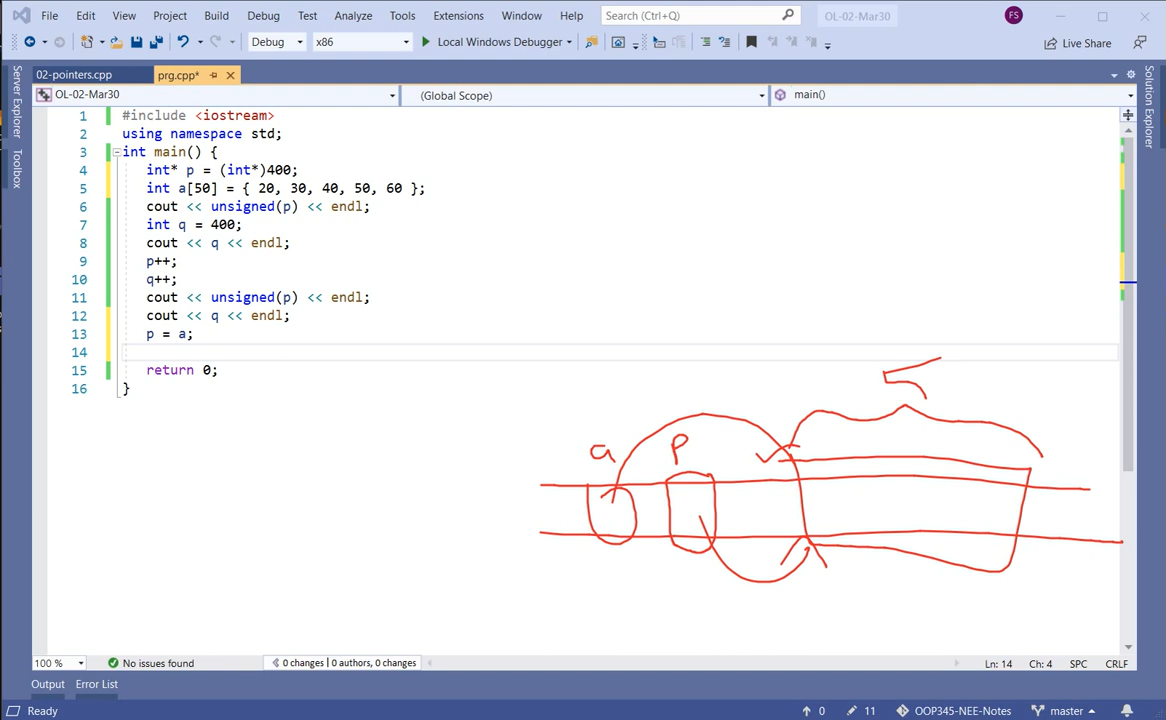 File Edit View Project Build Debug Test Analyze Tools Extensions Window Help Search (Ctrl+Q) OL-02-Mar30 FS
Debug x86 Local Windows Debugger Live Share
02-pointers.cpp prg.cpp*
OL-02-Mar30 (Global Scope) main()
Server Explorer
Toolbox
Solution Explorer
1 #include <iostream>
2 using namespace std;
3 int main() {
4 int* p = (int*)400;
5 int a[50] = { 20, 30, 40, 50, 60 };
6 cout << unsigned(p) << endl;
7 int q = 400;
8 cout << q << endl;
9 p++;
10 q++;
11 cout << unsigned(p) << endl;
12 cout << q << endl;
13 p = a;
14
15 return 0;
16 }
5
a P
100 % No issues found 0 changes | 0 authors, 0 changes Ln: 14 Ch: 4 SPC CRLF
Output Error List
Ready 0 11 OOP345-NEE-Notes master